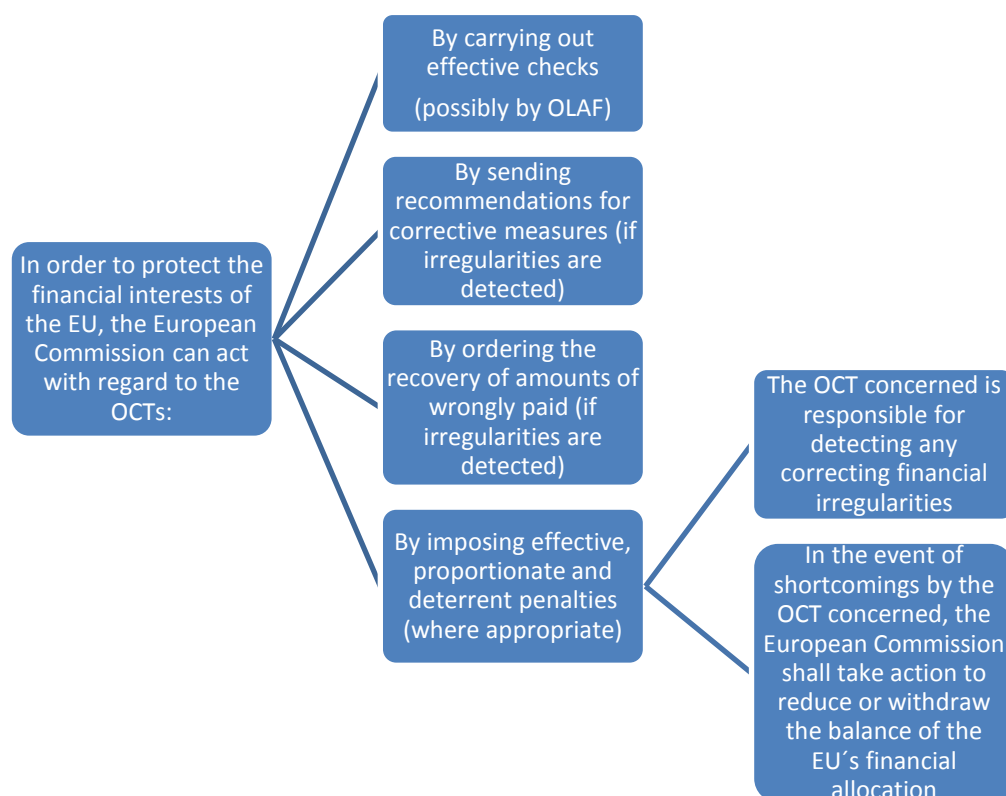 By carrying out
effective checks
(possibly by OLAF)
By sending
recommendations for
corrective measures (if
irregularities are
detected)
In order to protect the
financial interests of
the EU, the European
Commission can act
with regard to the
OCTs:
By ordering the
recovery of amounts of
wrongly paid (if
irregularities are
detected)
By imposing effective,
proportionate and
deterrent penalties
(where appropriate)
The OCT concerned is
responsible for
detecting any
correcting financial
irregularities
In the event of
shortcomings by the
OCT concerned, the
European Commission
shall take action to
reduce or withdraw
the balance of the
EU´s financial
allocation